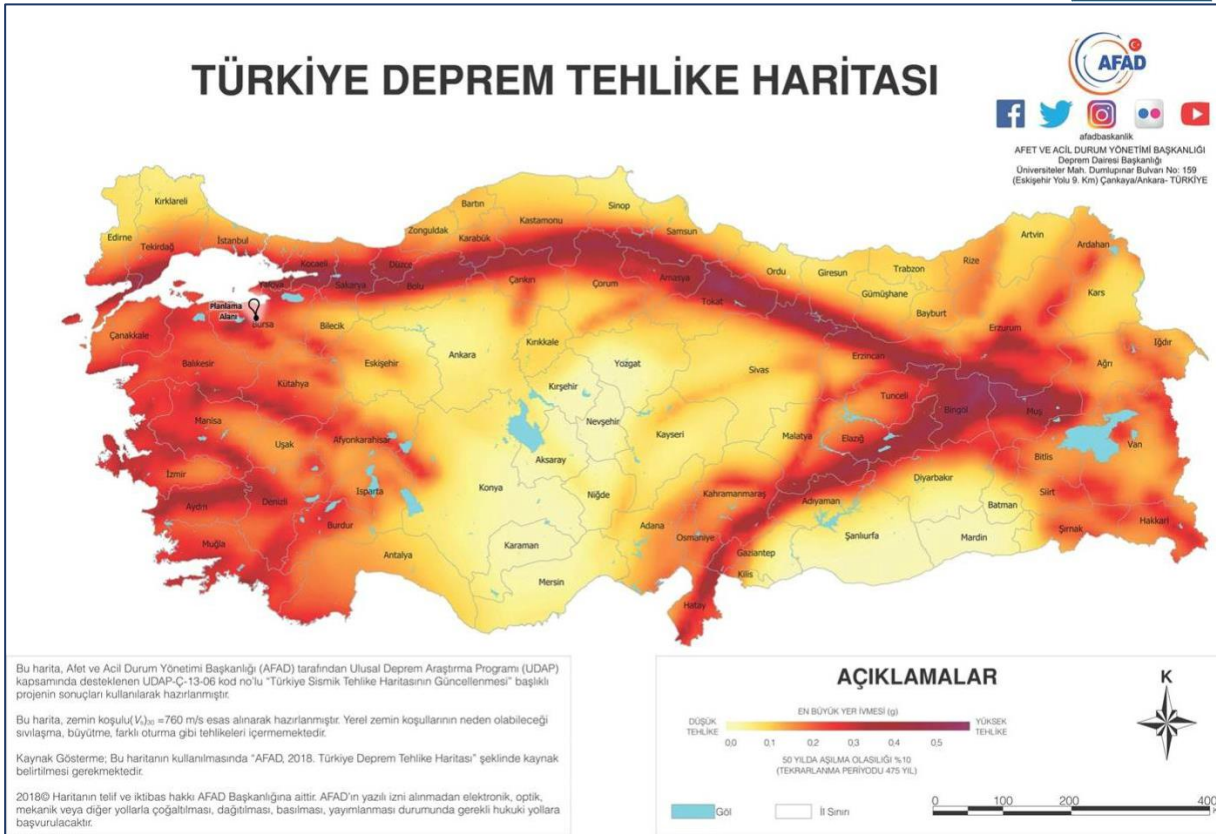 TÜRKİYE DEPREM TEHLİKE HARİTASI
AFAD
afadbaskanlik
AFET VE ACİL DURUM YÖNETİMİ BAŞKANLIĞI
Deprem Dairesi Başkanlığı
Üniversiteler Mah. Dumlupınar Bulvarı No: 159
(Eskişehir Yolu 9. Km) Çankaya/Ankara- TÜRKİYE
Kırklareli
Edirne
Tekirdağ
İstanbul
Kocaeli
Yalova
Sakarya
Düzce
Bolu
Zonguldak
Bartın
Karabük
Kastamonu
Sinop
Samsun
Çankırı
Çorum
Amasya
Tokat
Ordu
Giresun
Trabzon
Gümüşhane
Bayburt
Rize
Artvin
Ardahan
Kars
Erzurum
Iğdır
Ağrı
Planlama
Alanı
Bursa
Bilecik
Çanakkale
Balıkesir
Kütahya
Eskişehir
Ankara
Kırıkkale
Kırşehir
Yozgat
Sivas
Erzincan
Tunceli
Bingöl
Muş
Van
Bitlis
Manisa
Uşak
Afyonkarahisar
Nevşehir
Kayseri
Malatya
Elazığ
İzmir
Aydın
Denizli
Isparta
Burdur
Muğla
Antalya
Konya
Aksaray
Niğde
Karaman
Mersin
Adana
Kahramanmaraş
Osmaniye
Gaziantep
Kilis
Hatay
Adıyaman
Şanlıurfa
Diyarbakır
Batman
Mardin
Siirt
Şırnak
Hakkari
Bu harita, Afet ve Acil Durum Yönetimi Başkanlığı (AFAD) tarafından Ulusal Deprem Araştırma Programı (UDAP)
kapsamında desteklenen UDAP-Ç-13-06 kod no'lu "Türkiye Sismik Tehlike Haritasının Güncellenmesi" başlıklı
projenin sonuçları kullanılarak hazırlanmıştır.
Bu harita, zemin koşulu(Vₛ)₃₀ =760 m/s esas alınarak hazırlanmıştır. Yerel zemin koşullarının neden olabileceği
sıvılaşma, büyütme, farklı oturma gibi tehlikeleri içermemektedir.
Kaynak Gösterme; Bu haritanın kullanılmasında "AFAD, 2018. Türkiye Deprem Tehlike Haritası" şeklinde kaynak
belirtilmesi gerekmektedir.
2018© Haritanın telif ve iktibas hakkı AFAD Başkanlığına aittir. AFAD'ın yazılı izni alınmadan elektronik, optik,
mekanik veya diğer yollarla çoğaltılması, dağıtılması, basılması, yayımlanması durumunda gerekli hukuki yollara
başvurulacaktır.
AÇIKLAMALAR
EN BÜYÜK YER İVMESİ (g)
DÜŞÜK
TEHLİKE
YÜKSEK
TEHLİKE
0,0 0,1 0,2 0,3 0,4 0,5
50 YILDA AŞILMA OLASILIĞI %10
(TEKRARLANMA PERİYODU 475 YIL)
Göl
İl Sınırı
K
0 100 200 400